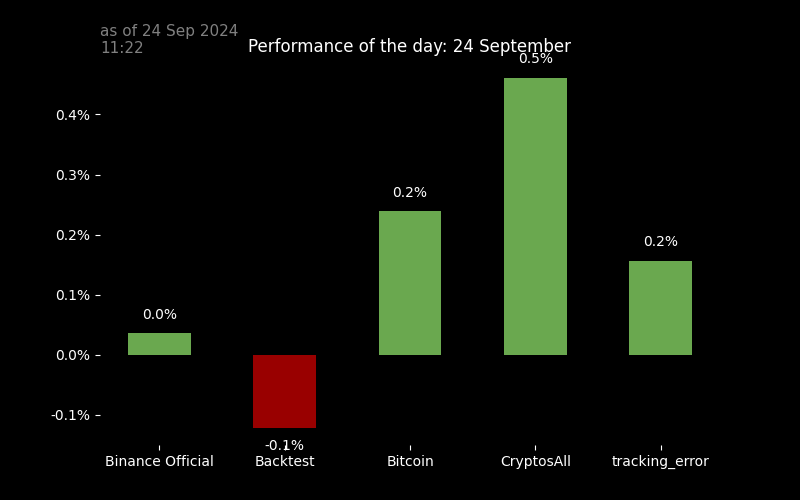 as of 24 Sep 2024
11:22
Performance of the day: 24 September
0.5%
0.4%
0.3%
0.2%
0.2%
0.2%
0.1%
0.0%
0.0%
-0.1%
-0.1%
Binance Official
Backtest
Bitcoin
CryptosAll
tracking_error